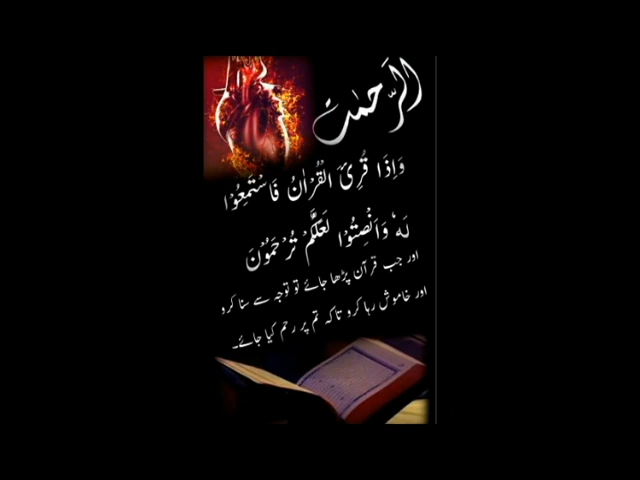 الرّحمٰت
وَاِذَا قُرِئَ الْقُرْاٰنُ فَاسْتَمِعُوْا
لَهٗ وَاَنْصِتُوْا لَعَلَّكُمْ تُرْحَمُوْنَ
اور جب قرآن پڑھا جائے تو توجہ سے سنا کرو
اور خاموش رہا کرو تاکہ تم پر رحم کیا جائے۔